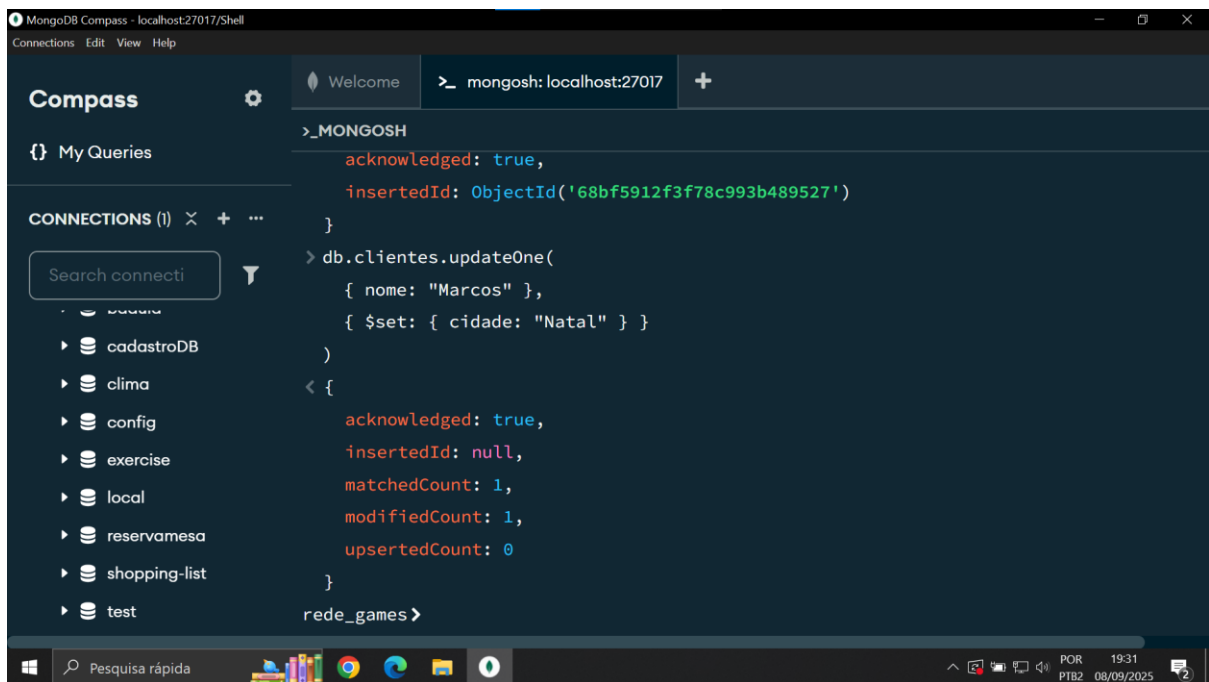 MongoDB Compass - localhost:27017/Shell
Connections Edit View Help
Compass
{} My Queries
CONNECTIONS (1)
Search connecti
cadastroDB
clima
config
exercise
local
reservamesa
shopping-list
test
Welcome
>_ mongosh: localhost:27017
>_MONGOSH
acknowledged: true,
insertedId: ObjectId('68bf5912f3f78c993b489527')
}
> db.clientes.updateOne(
{ nome: "Marcos" },
{ $set: { cidade: "Natal" } }
)
< {
acknowledged: true,
insertedId: null,
matchedCount: 1,
modifiedCount: 1,
upsertedCount: 0
}
rede_games>
Pesquisa rápida
POR
PTB2
19:31
08/09/2025
2